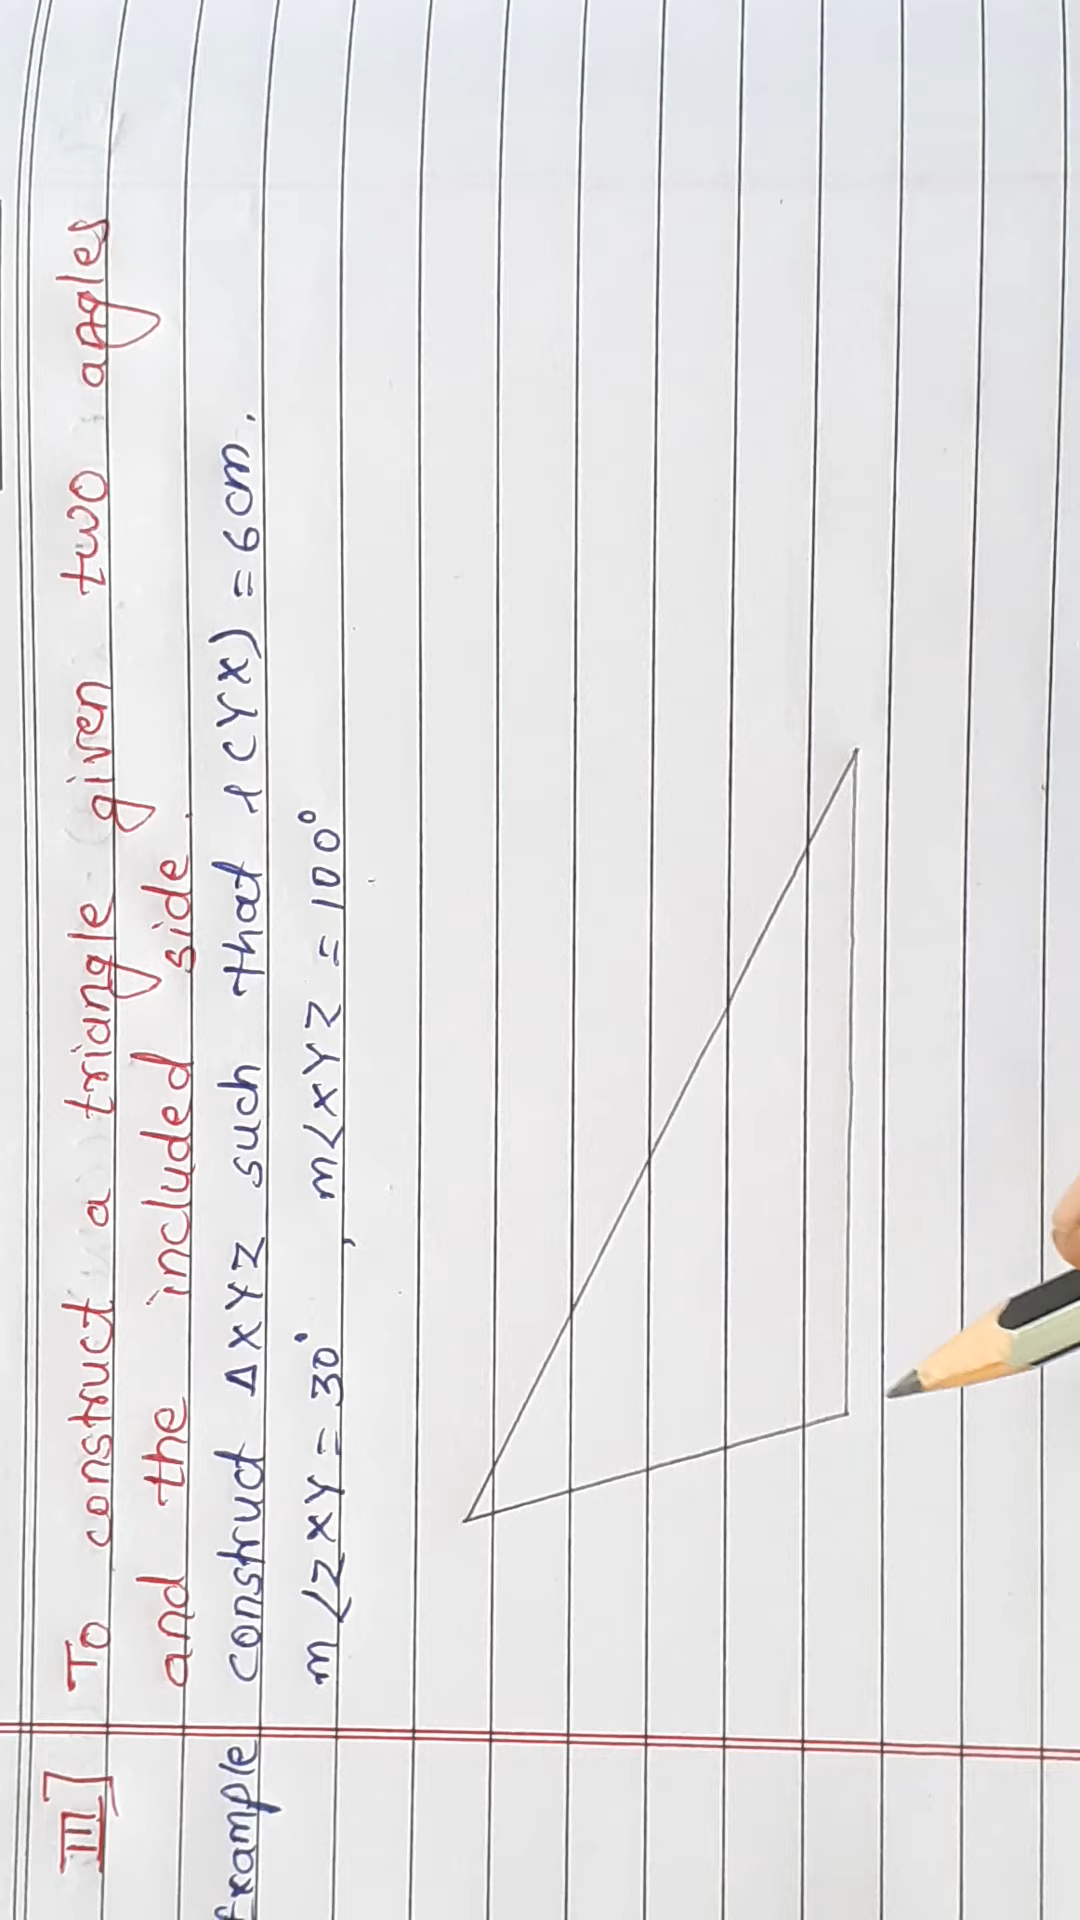 III] To construct a triangle given two angles
and the included side.
Example construct ΔXYZ such that l(YX) = 6cm.
m∠ZXY = 30°, m∠XYZ = 100°